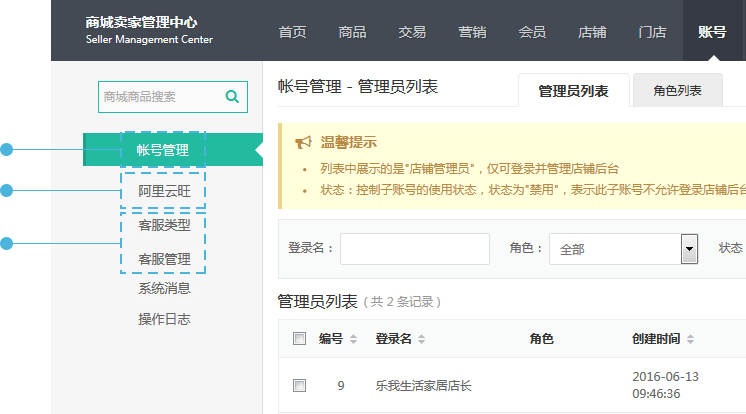 商城卖家管理中心
Seller Management Center
首页 商品 交易 营销 会员 店铺 门店 账号
商城商品搜索
帐号管理
阿里云旺
客服类型
客服管理
系统消息
操作日志
帐号管理 - 管理员列表
管理员列表 角色列表
温馨提示
• 列表中展示的是"店铺管理员"，仅可登录并管理店铺后台
• 状态：控制子账号的使用状态，状态为"禁用"，表示此子账号不允许登录店铺后台
登录名： 角色： 全部 状态
管理员列表 ( 共 2 条记录 )
编号 登录名 角色 创建时间
9 乐我生活家居店长 2016-06-13
09:46:36